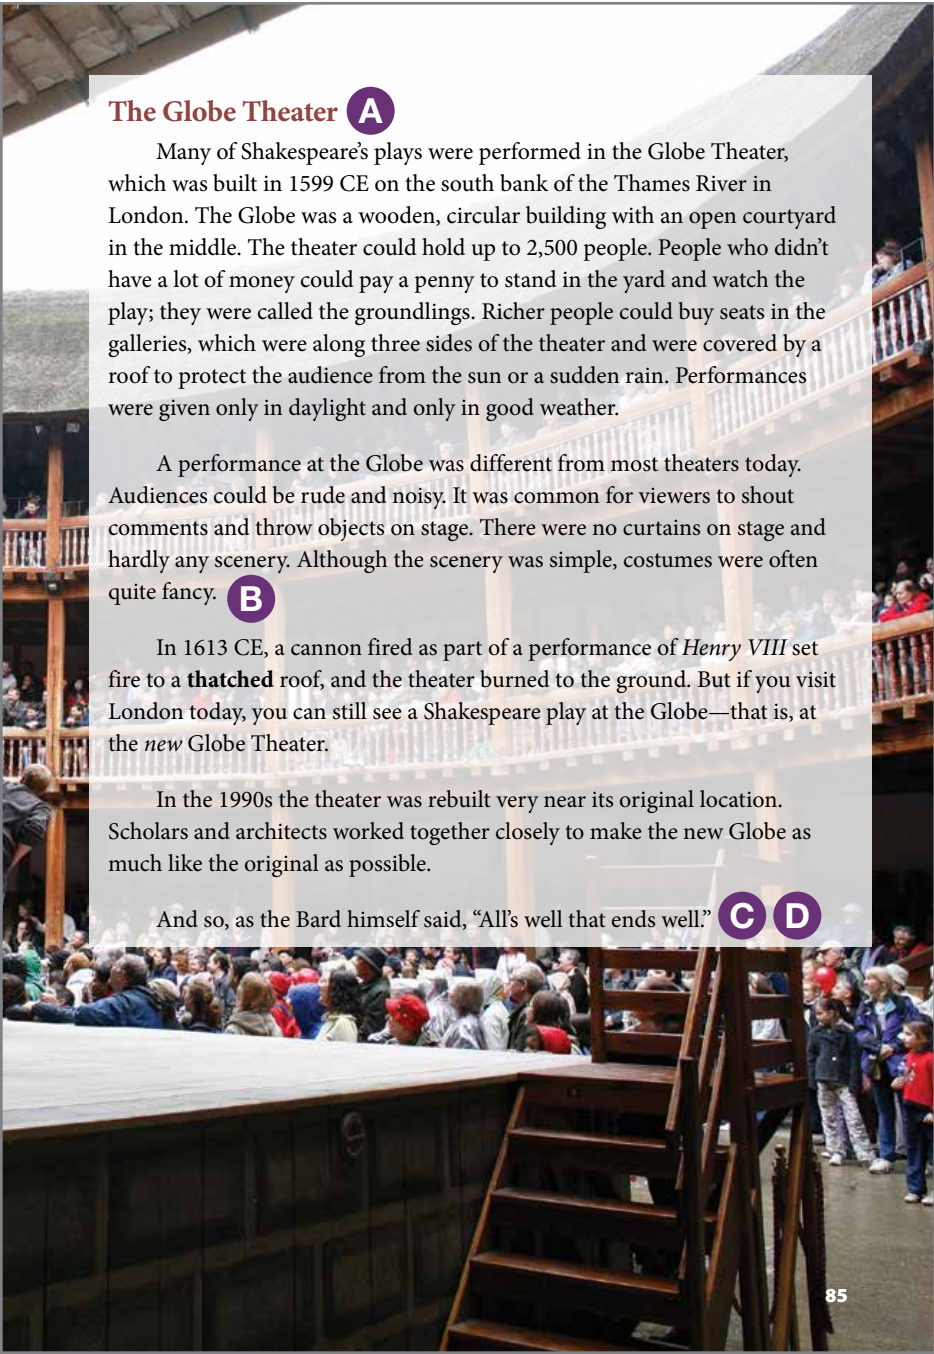 The Globe Theater A
Many of Shakespeare's plays were performed in the Globe Theater,
which was built in 1599 CE on the south bank of the Thames River in
London. The Globe was a wooden, circular building with an open courtyard
in the middle. The theater could hold up to 2,500 people. People who didn't
have a lot of money could pay a penny to stand in the yard and watch the
play; they were called the groundlings. Richer people could buy seats in the
galleries, which were along three sides of the theater and were covered by a
roof to protect the audience from the sun or a sudden rain. Performances
were given only in daylight and only in good weather.
A performance at the Globe was different from most theaters today.
Audiences could be rude and noisy. It was common for viewers to shout
comments and throw objects on stage. There were no curtains on stage and
hardly any scenery. Although the scenery was simple, costumes were often
quite fancy. B
In 1613 CE, a cannon fired as part of a performance of Henry VIII set
fire to a thatched roof, and the theater burned to the ground. But if you visit
London today, you can still see a Shakespeare play at the Globe—that is, at
the new Globe Theater.
In the 1990s the theater was rebuilt very near its original location.
Scholars and architects worked together closely to make the new Globe as
much like the original as possible.
And so, as the Bard himself said, “All's well that ends well.” C D
85